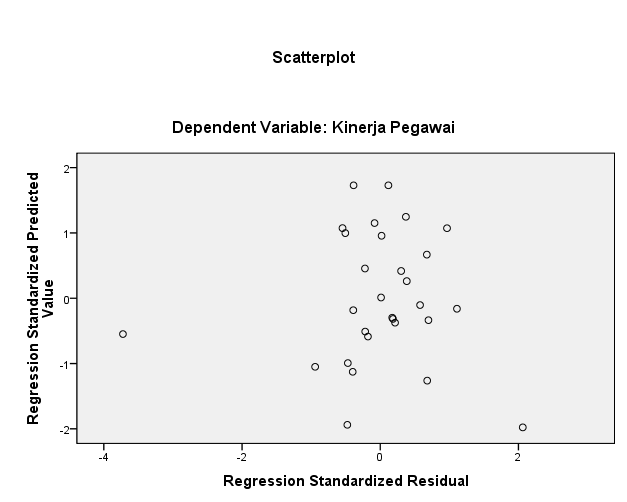 Scatterplot
Dependent Variable: Kinerja Pegawai
Regression Standardized Predicted
Value
2
1
0
-1
-2
-4
-2
0
2
Regression Standardized Residual